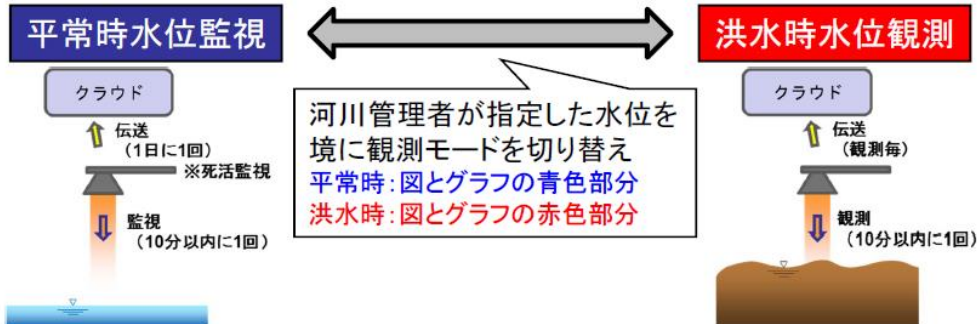 平常時水位監視
洪水時水位観測
クラウド
伝送
(1日に1回)
※死活監視
監視
(10分以内に1回)
河川管理者が指定した水位を
境に観測モードを切り替え
平常時:図とグラフの青色部分
洪水時:図とグラフの赤色部分
クラウド
伝送
(観測毎)
観測
(10分以内に1回)